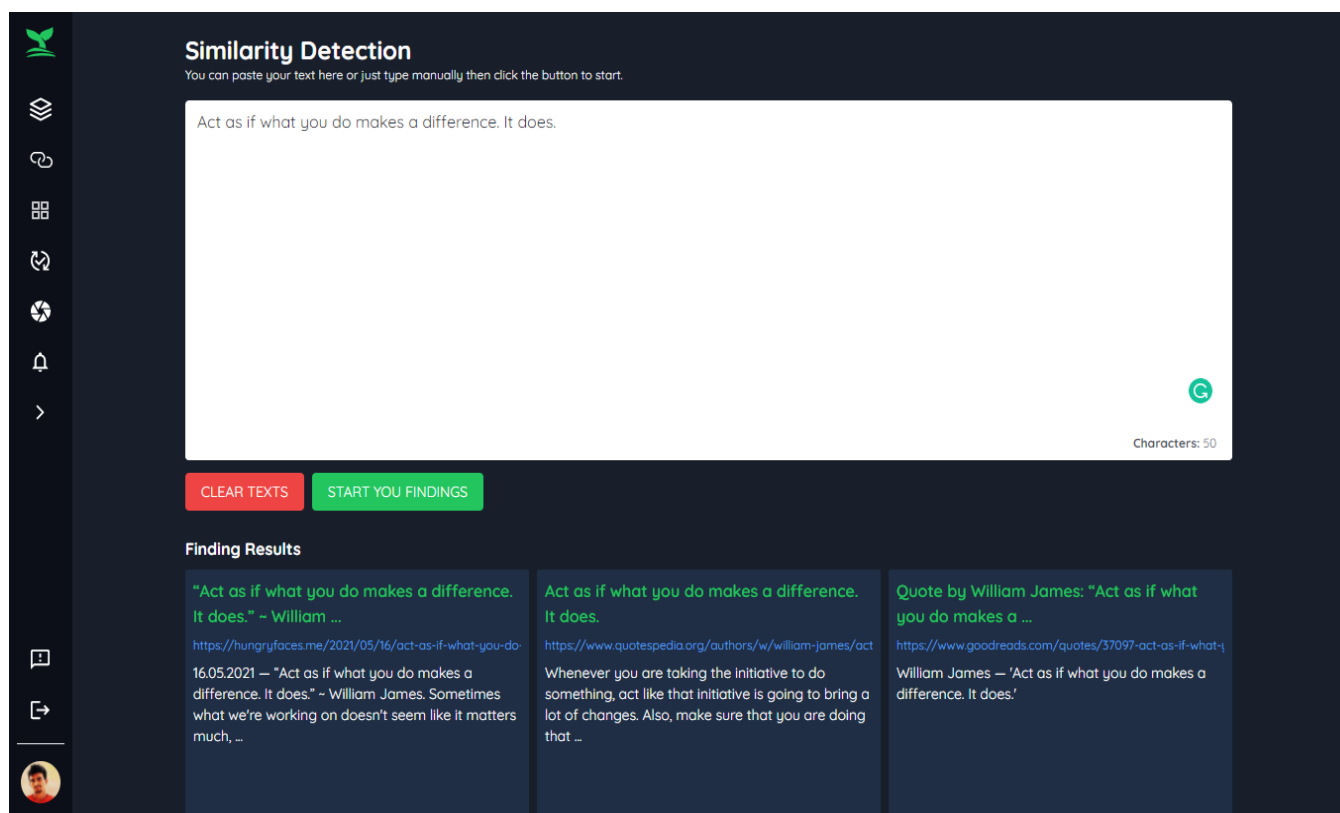 Similarity Detection
You can paste your text here or just type manually then click the button to start.
Act as if what you do makes a difference. It does.
Characters: 50
CLEAR TEXTS
START YOU FINDINGS
Finding Results
“Act as if what you do makes a difference.
It does.” ~ William ...
https://hungryfaces.me/2021/05/16/act-as-if-what-you-do-
16.05.2021 — “Act as if what you do makes a
difference. It does.” ~ William James. Sometimes
what we're working on doesn't seem like it matters
much, ...
Act as if what you do makes a difference.
It does.
https://www.quotespedia.org/authors/w/william-james/act
Whenever you are taking the initiative to do
something, act like that initiative is going to bring a
lot of changes. Also, make sure that you are doing
that ...
Quote by William James: “Act as if what
you do makes a ...
https://www.goodreads.com/quotes/37097-act-as-if-what-y
William James — 'Act as if what you do makes a
difference. It does.'